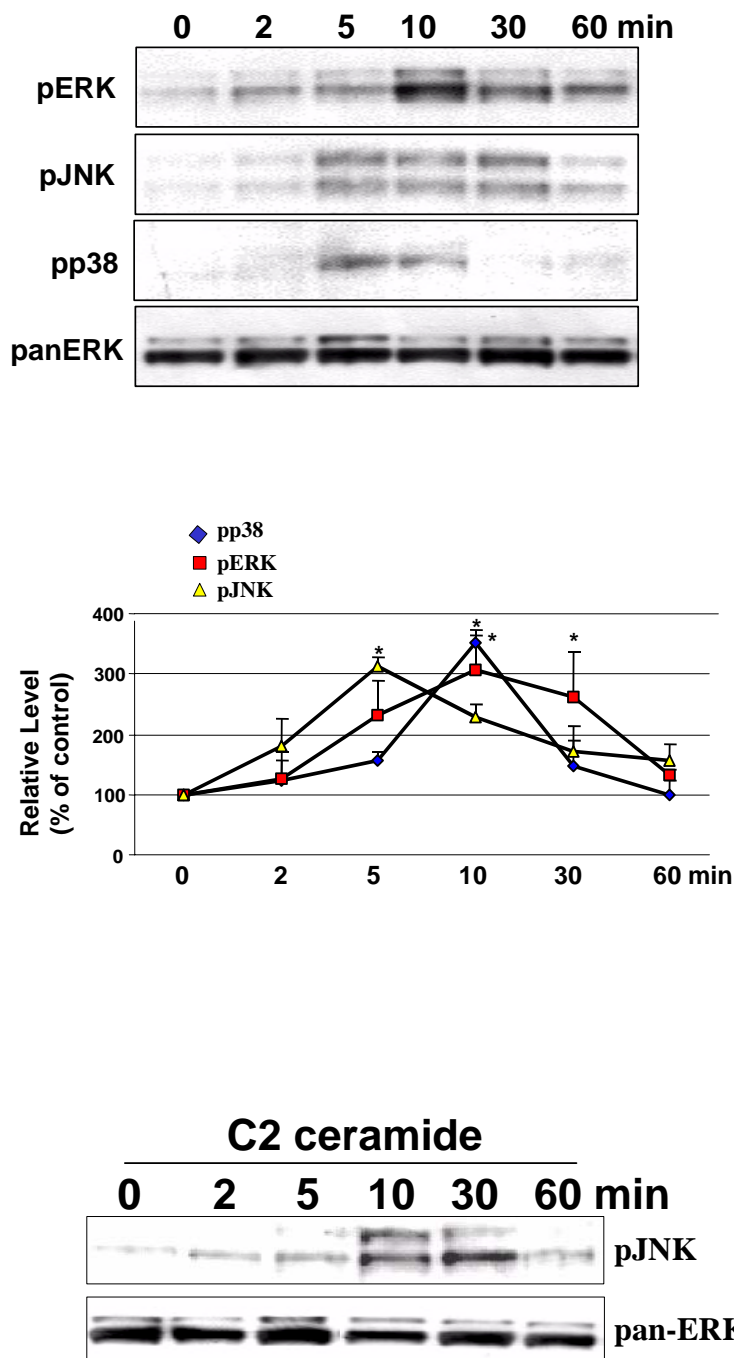 0 2 5 10 30 60 min
pERK
pJNK
pp38
panERK
pp38
pERK
pJNK
400
300
200
100
0
Relative Level
(% of control)
* * * *
0 2 5 10 30 60 min
C2 ceramide
0 2 5 10 30 60 min
pJNK
pan-ERK